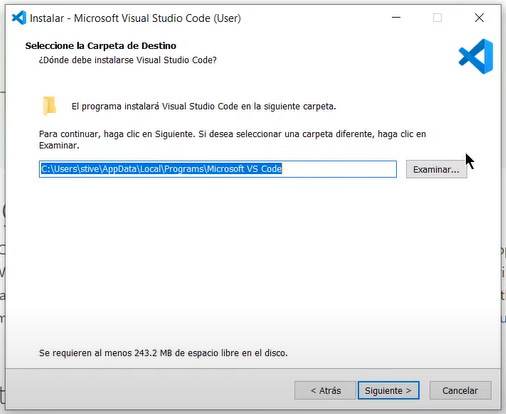 Instalar - Microsoft Visual Studio Code (User)
Seleccione la Carpeta de Destino
¿Dónde debe instalarse Visual Studio Code?
El programa instalará Visual Studio Code en la siguiente carpeta.
Para continuar, haga clic en Siguiente. Si desea seleccionar una carpeta diferente, haga clic en
Examinar.
C:\Users\stive\AppData\Local\Programs\Microsoft VS Code
Examinar...
Se requieren al menos 243.2 MB de espacio libre en el disco.
< Atrás
Siguiente >
Cancelar